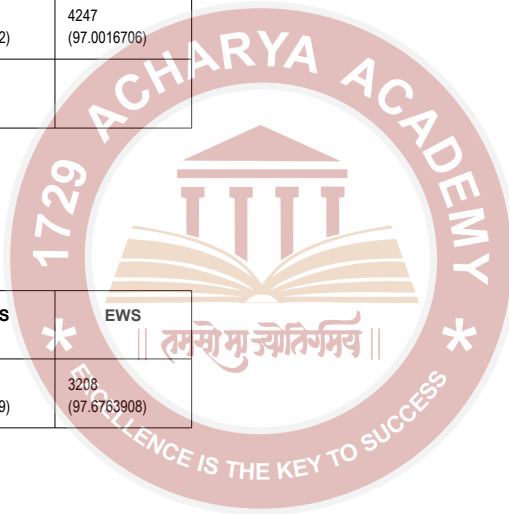 2)
4247
(97.0016706)
S
EWS
9)
3208
(97.6763908)
1729 ACHARYA ACADEMY
|| तमसो मा ज्योतिर्गमय ||
* EXCELLENCE IS THE KEY TO SUCCESS *